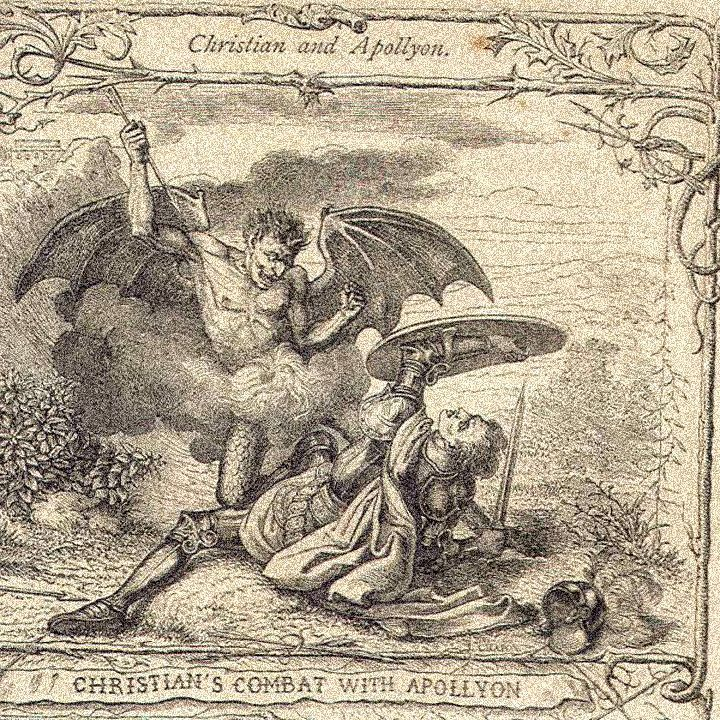 Christian and Apollyon.
CHRISTIAN'S COMBAT WITH APOLLYON